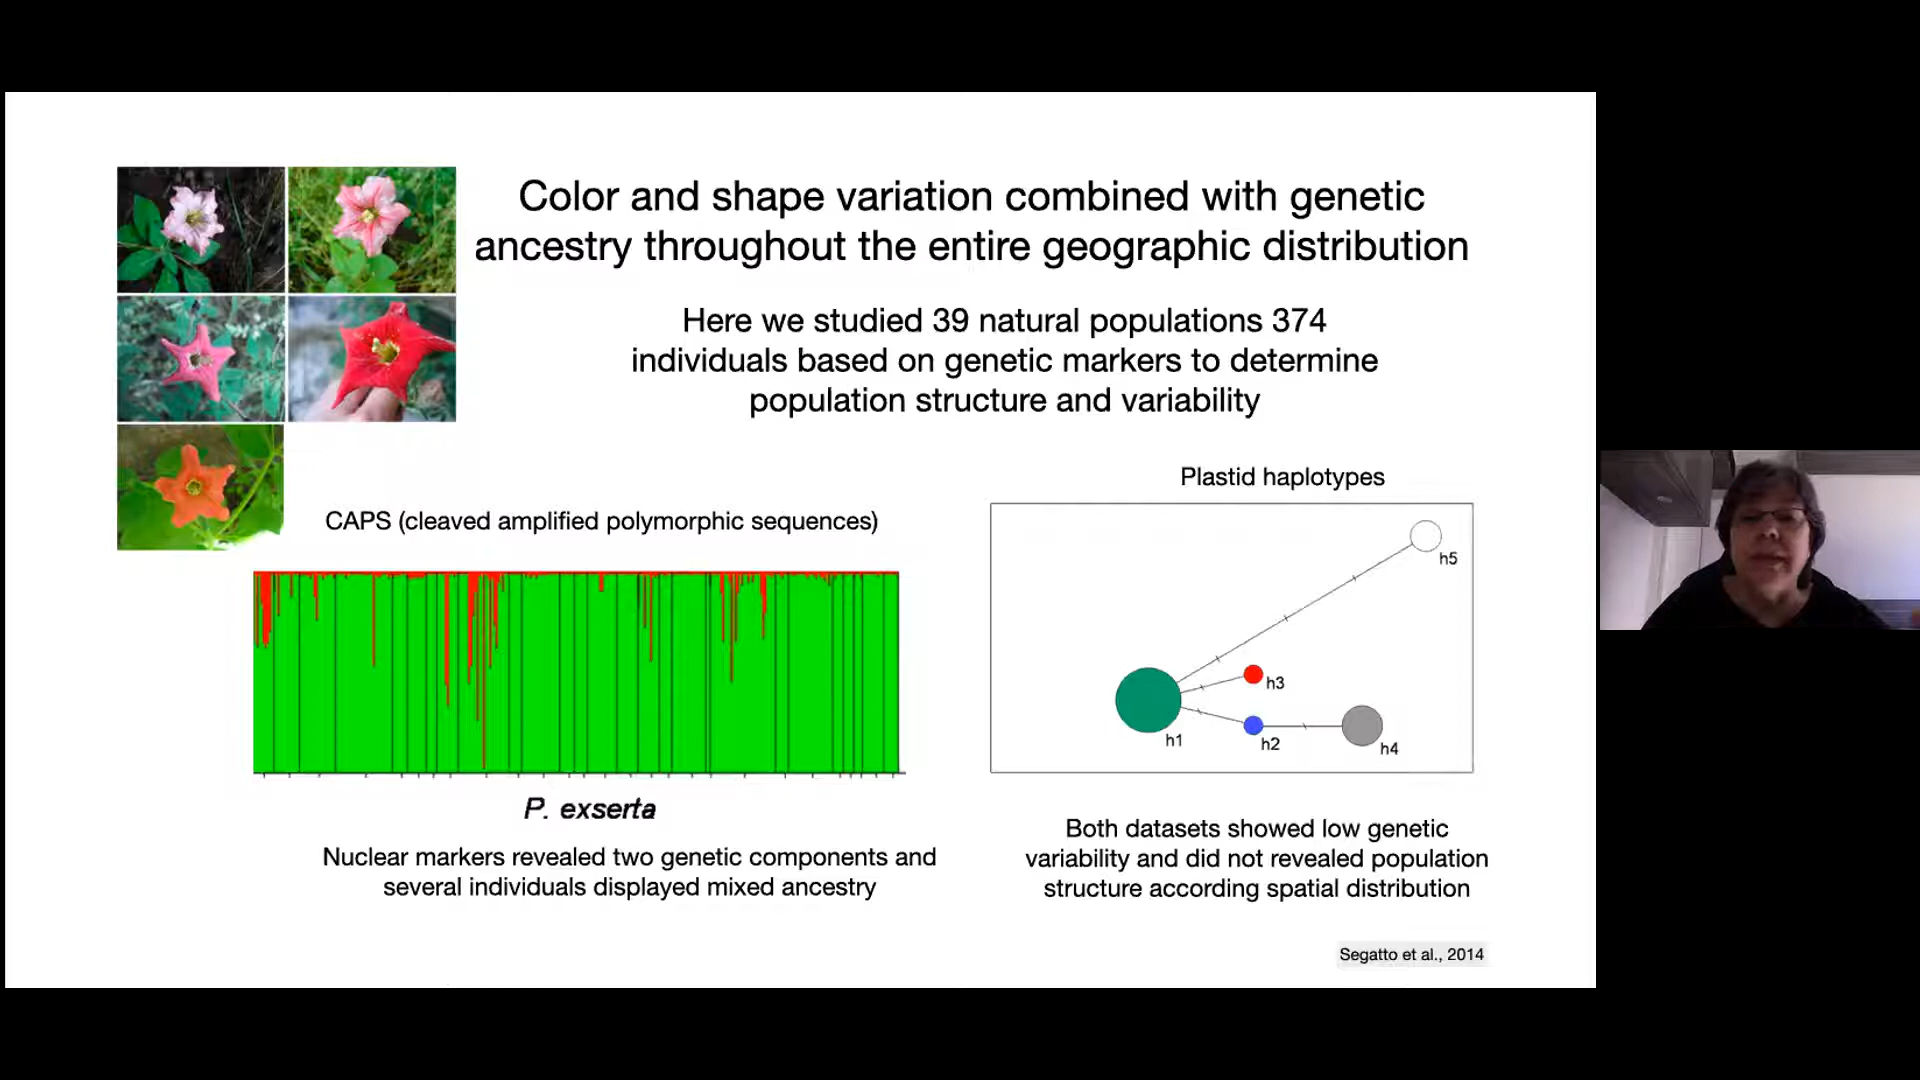 Color and shape variation combined with genetic
ancestry throughout the entire geographic distribution
Here we studied 39 natural populations 374
individuals based on genetic markers to determine
population structure and variability
CAPS (cleaved amplified polymorphic sequences)
P. exserta
Nuclear markers revealed two genetic components and
several individuals displayed mixed ancestry
Plastid haplotypes
h5
h3
h1
h2
h4
Both datasets showed low genetic
variability and did not revealed population
structure according spatial distribution
Segatto et al., 2014